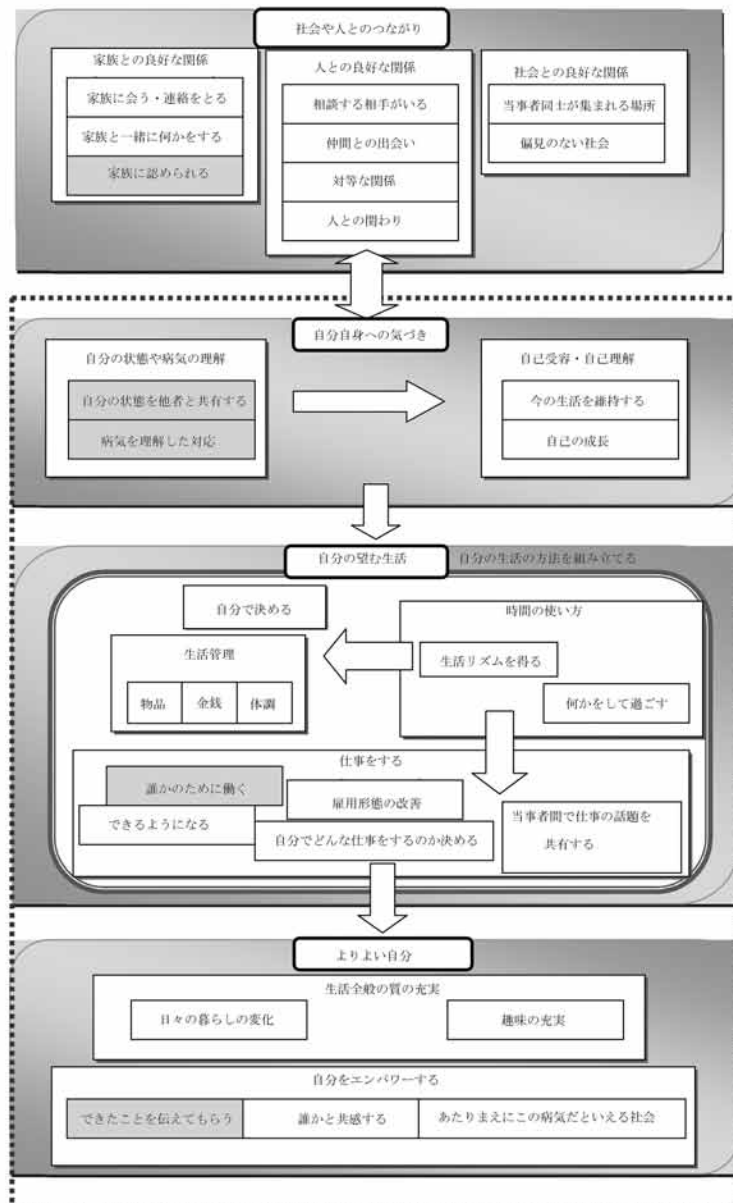 社会や人とのつながり
家族との良好な関係
家族に会う・連絡をとる
家族と一緒に何かをする
家族に認められる
人との良好な関係
相談する相手がいる
仲間との出会い
対等な関係
人との関わり
社会との良好な関係
当事者同士が集まれる場所
偏見のない社会
自分自身への気づき
自分の状態や病気の理解
自分の状態を他者と共有する
病気を理解した対応
自己受容・自己理解
今の生活を維持する
自己の成長
自分の望む生活
自分の生活の方法を組み立てる
自分で決める
生活管理
物品
金銭
体調
時間の使い方
生活リズムを得る
何かをして過ごす
仕事をする
誰かのために働く
できるようになる
雇用形態の改善
自分でどんな仕事をするのか決める
当事者間で仕事の話題を
共有する
よりよい自分
生活全般の質の充実
日々の暮らしの変化
趣味の充実
自分をエンパワーする
できたことを伝えてもらう
誰かと共感する
あたりまえにこの病気だといえる社会